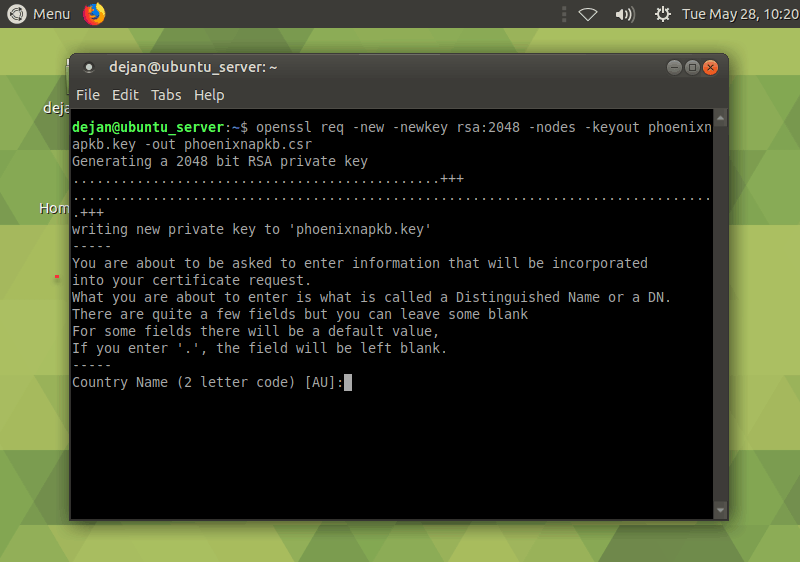 Menu
Tue May 28, 10:20
deja
Hom
dejan@ubuntu_server: ~
File Edit Tabs Help
dejan@ubuntu_server:~$ openssl req -new -newkey rsa:2048 -nodes -keyout phoenixn
apkb.key -out phoenixnapkb.csr
Generating a 2048 bit RSA private key
..............................................+++
................................................................................
.+++
writing new private key to 'phoenixnapkb.key'
-----
You are about to be asked to enter information that will be incorporated
into your certificate request.
What you are about to enter is what is called a Distinguished Name or a DN.
There are quite a few fields but you can leave some blank
For some fields there will be a default value,
If you enter '.', the field will be left blank.
-----
Country Name (2 letter code) [AU]: